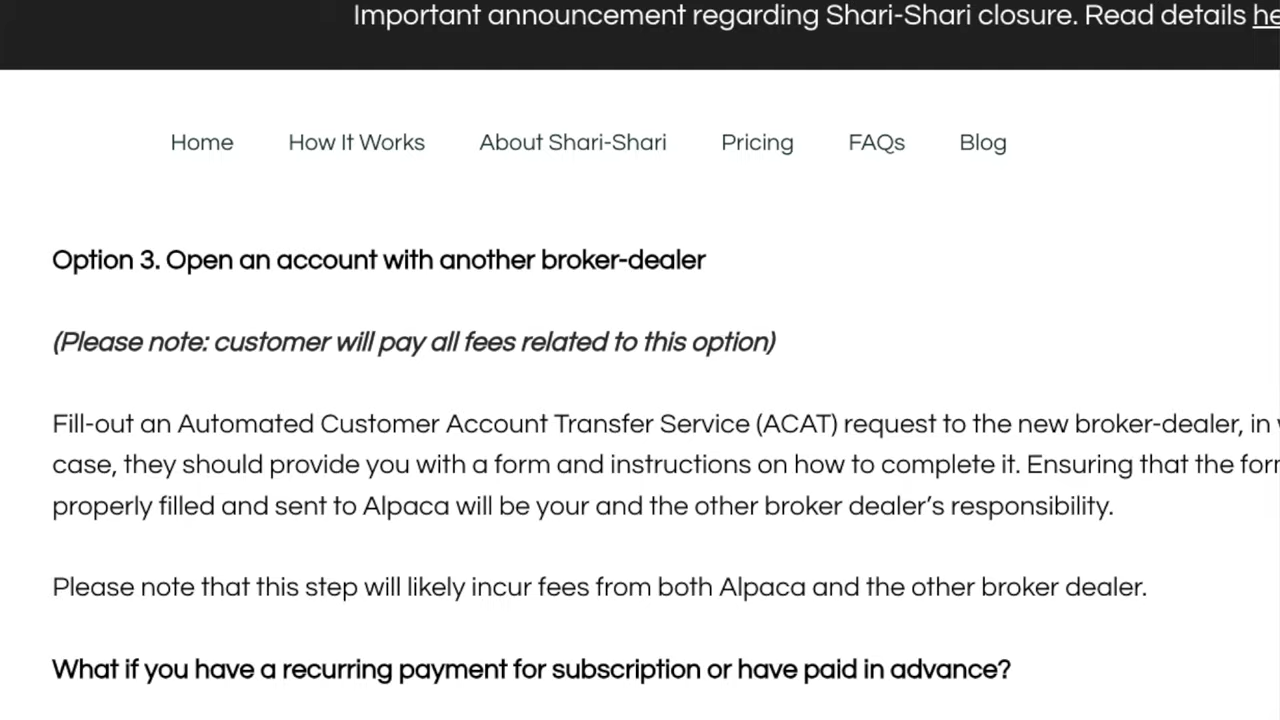 Important announcement regarding Shari-Shari closure. Read details
Home How It Works About Shari-Shari Pricing FAQs Blog
Option 3. Open an account with another broker-dealer
(Please note: customer will pay all fees related to this option)
Fill-out an Automated Customer Account Transfer Service (ACAT) request to the new broker-dealer, in
case, they should provide you with a form and instructions on how to complete it. Ensuring that the
properly filled and sent to Alpaca will be your and the other broker dealer’s responsibility.
Please note that this step will likely incur fees from both Alpaca and the other broker dealer.
What if you have a recurring payment for subscription or have paid in advance?